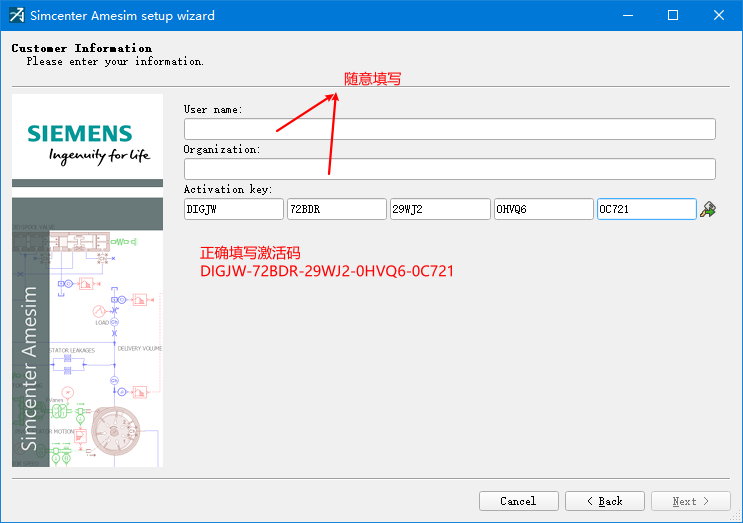 Simcenter Amesim setup wizard
Customer Information
Please enter your information.
随意填写
SIEMENS
Ingenuity for life
User name:
Organization:
Activation key:
DIGJW 72BDR 29WJ2 0HVQ6 0C721
正确填写激活码
DIGJW-72BDR-29WJ2-0HVQ6-0C721
LOAD
STATOR LEAKAGES
DELIVERY VOLUME
Simcenter Amesim
Cancel
< Back
Next >